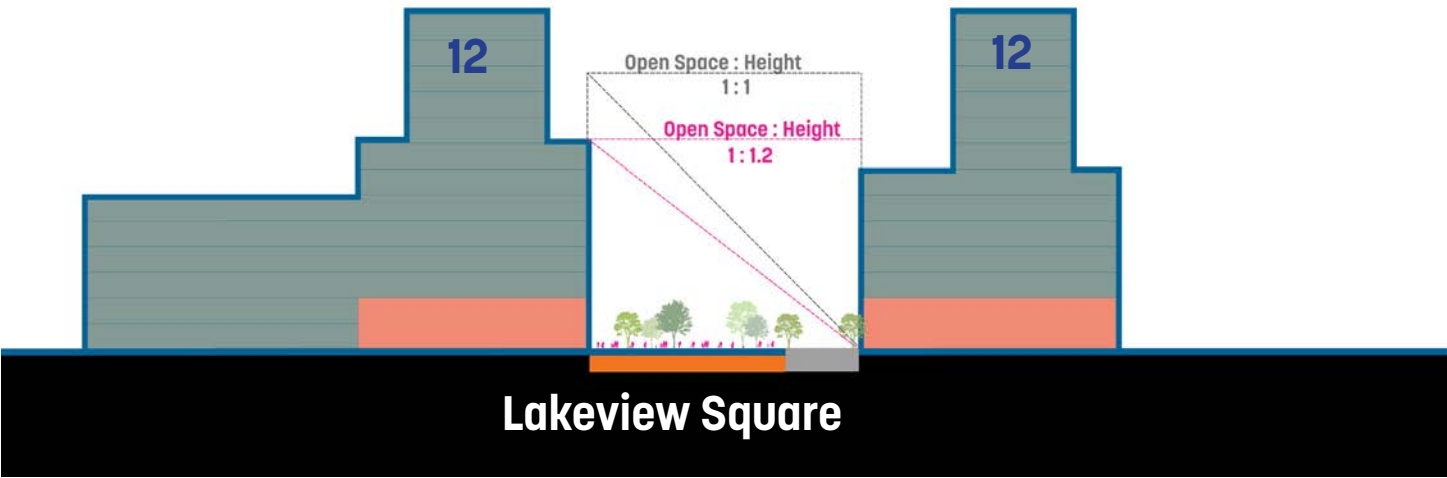 12
12
Open Space : Height
1 : 1
Open Space : Height
1 : 1.2
Lakeview Square